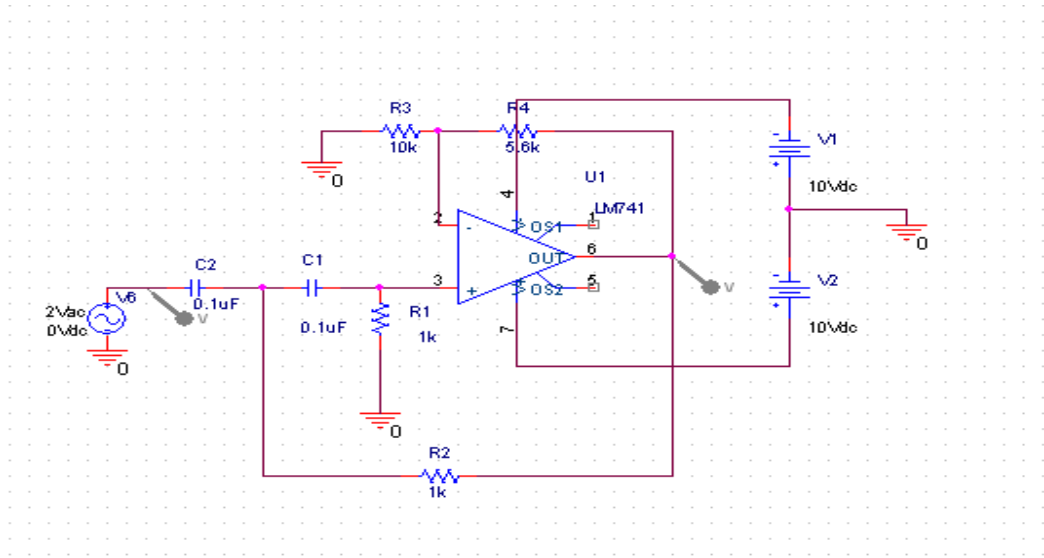 R3
10k
0
R4
5.6k
4
U1
LM741
2
-
OS1
1
OUT
6
3
+
OS2
5
7
V1
-
+
10Vdc
0
V2
-
+
10Vdc
C2
0.1uF
C1
0.1uF
R1
1k
0
V6
2Vac
0Vdc
0
V
V
R2
1k